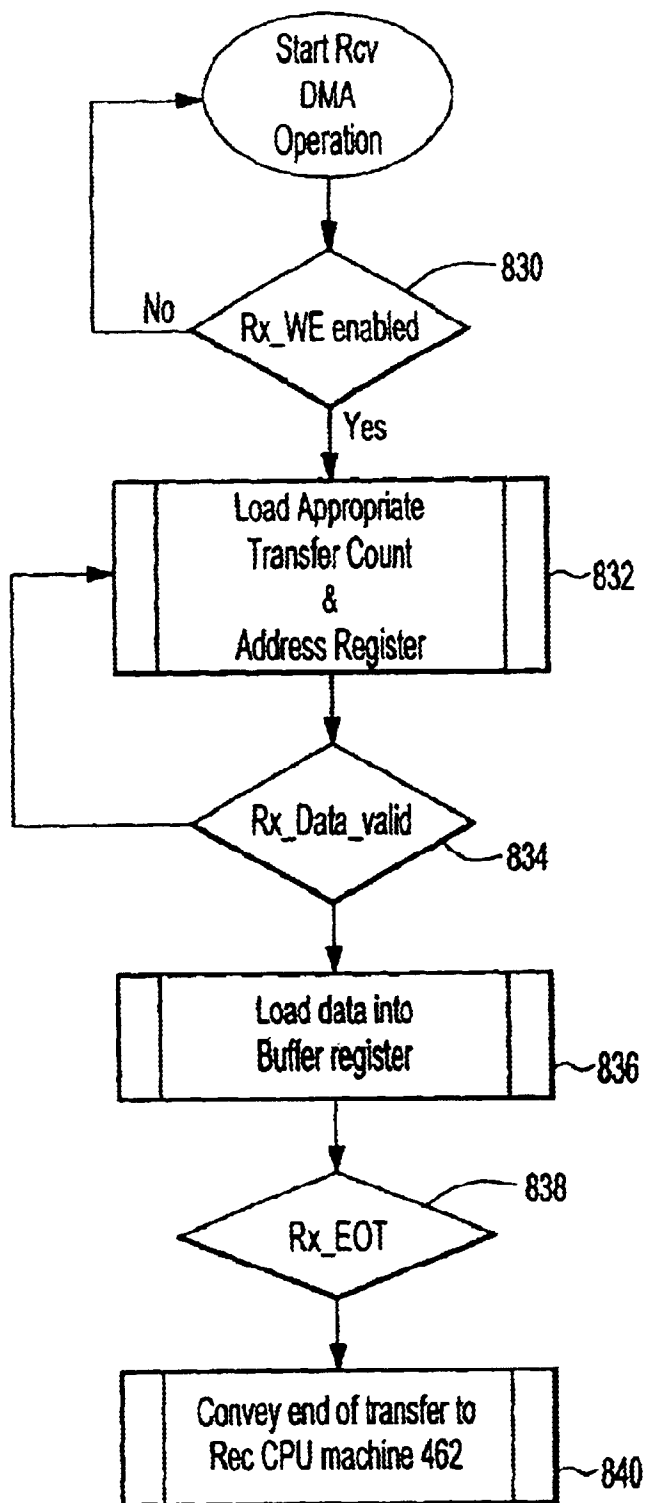 Start Rcv
DMA
Operation
830
No
Rx_WE enabled
Yes
Load Appropriate
Transfer Count
&
Address Register
832
Rx_Data_valid
834
Load data into
Buffer register
836
838
Rx_EOT
Convey end of transfer to
Rec CPU machine 462
840